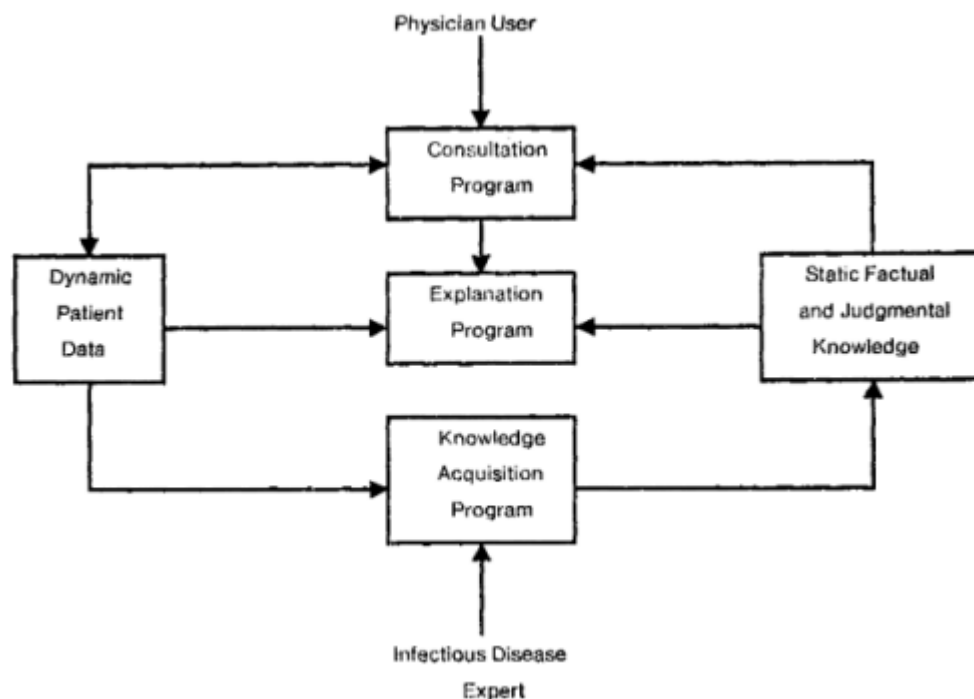 Physician User
Consultation
Program
Dynamic
Patient
Data
Explanation
Program
Static Factual
and Judgmental
Knowledge
Knowledge
Acquisition
Program
Infectious Disease
Expert